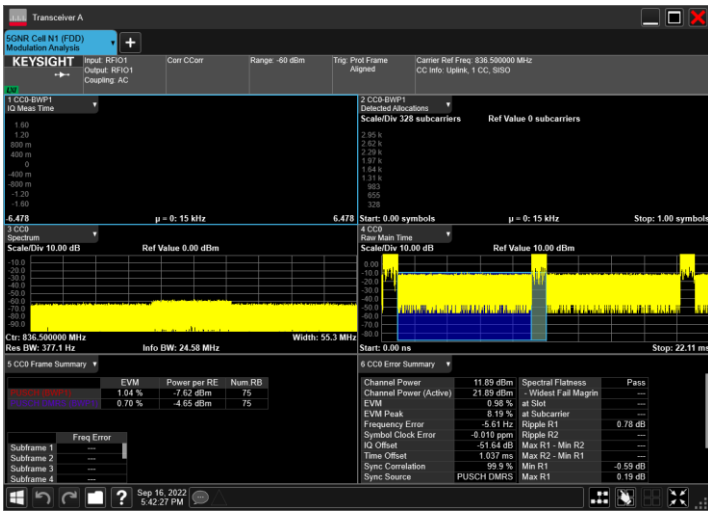 Transceiver A
5GNR Cell N1 (FDD)
Modulation Analysis
KEYSIGHT
Input: RFIO1
Output: RFIO1
Coupling: AC
Corr CCorr
Range: -60 dBm
Trig: Prot Frame
Aligned
Carrier Ref Freq: 836.500000 MHz
CC Info: Uplink, 1 CC, SISO
1 CC0-BWP1
IQ Meas Time
1.60
1.20
800 m
400 m
0
-400 m
-800 m
-1.20
-1.60
-6.478
μ = 0: 15 kHz
6.478
2 CC0-BWP1
Detected Allocations
Scale/Div 328 subcarriers
Ref Value 0 subcarriers
2.95 k
2.62 k
2.29 k
1.97 k
1.64 k
1.31 k
983
655
328
Start: 0.00 symbols
μ = 0: 15 kHz
Stop: 1.00 symbols
3 CC0
Spectrum
Scale/Div 10.00 dB
Ref Value 0.00 dBm
-10.0
-20.0
-30.0
-40.0
-50.0
-60.0
-70.0
-80.0
-90.0
Ctr: 836.500000 MHz
Width: 55.3 MHz
Res BW: 377.1 Hz
Info BW: 24.58 MHz
4 CC0
Raw Main Time
Scale/Div 10.00 dB
Ref Value 10.00 dBm
0.00
-10.0
-20.0
-30.0
-40.0
-50.0
-60.0
-70.0
-80.0
Start: 0.00 ns
Stop: 22.11 ms
5 CC0 Frame Summary
EVM Power per RE Num.RB
1.04 % -7.62 dBm 75
0.70 % -4.65 dBm 75
Freq Error
Subframe 1 ---
Subframe 2 ---
Subframe 3 ---
Subframe 4 ---
6 CC0 Error Summary
Channel Power 11.89 dBm Spectral Flatness Pass
Channel Power (Active) 21.89 dBm - Widest Fail Magrin ---
EVM 0.98 % at Slot ---
EVM Peak 8.19 % at Subcarrier ---
Frequency Error -5.61 Hz Ripple R1 0.78 dB
Symbol Clock Error -0.010 ppm Ripple R2 ---
IQ Offset -51.64 dB Max R1 - Min R2 ---
Time Offset 1.037 ms Max R2 - Min R1 ---
Sync Correlation 99.9 % Min R1 -0.59 dB
Sync Source PUSCH DMRS Max R1 0.19 dB
Sep 16, 2022
5:42:27 PM